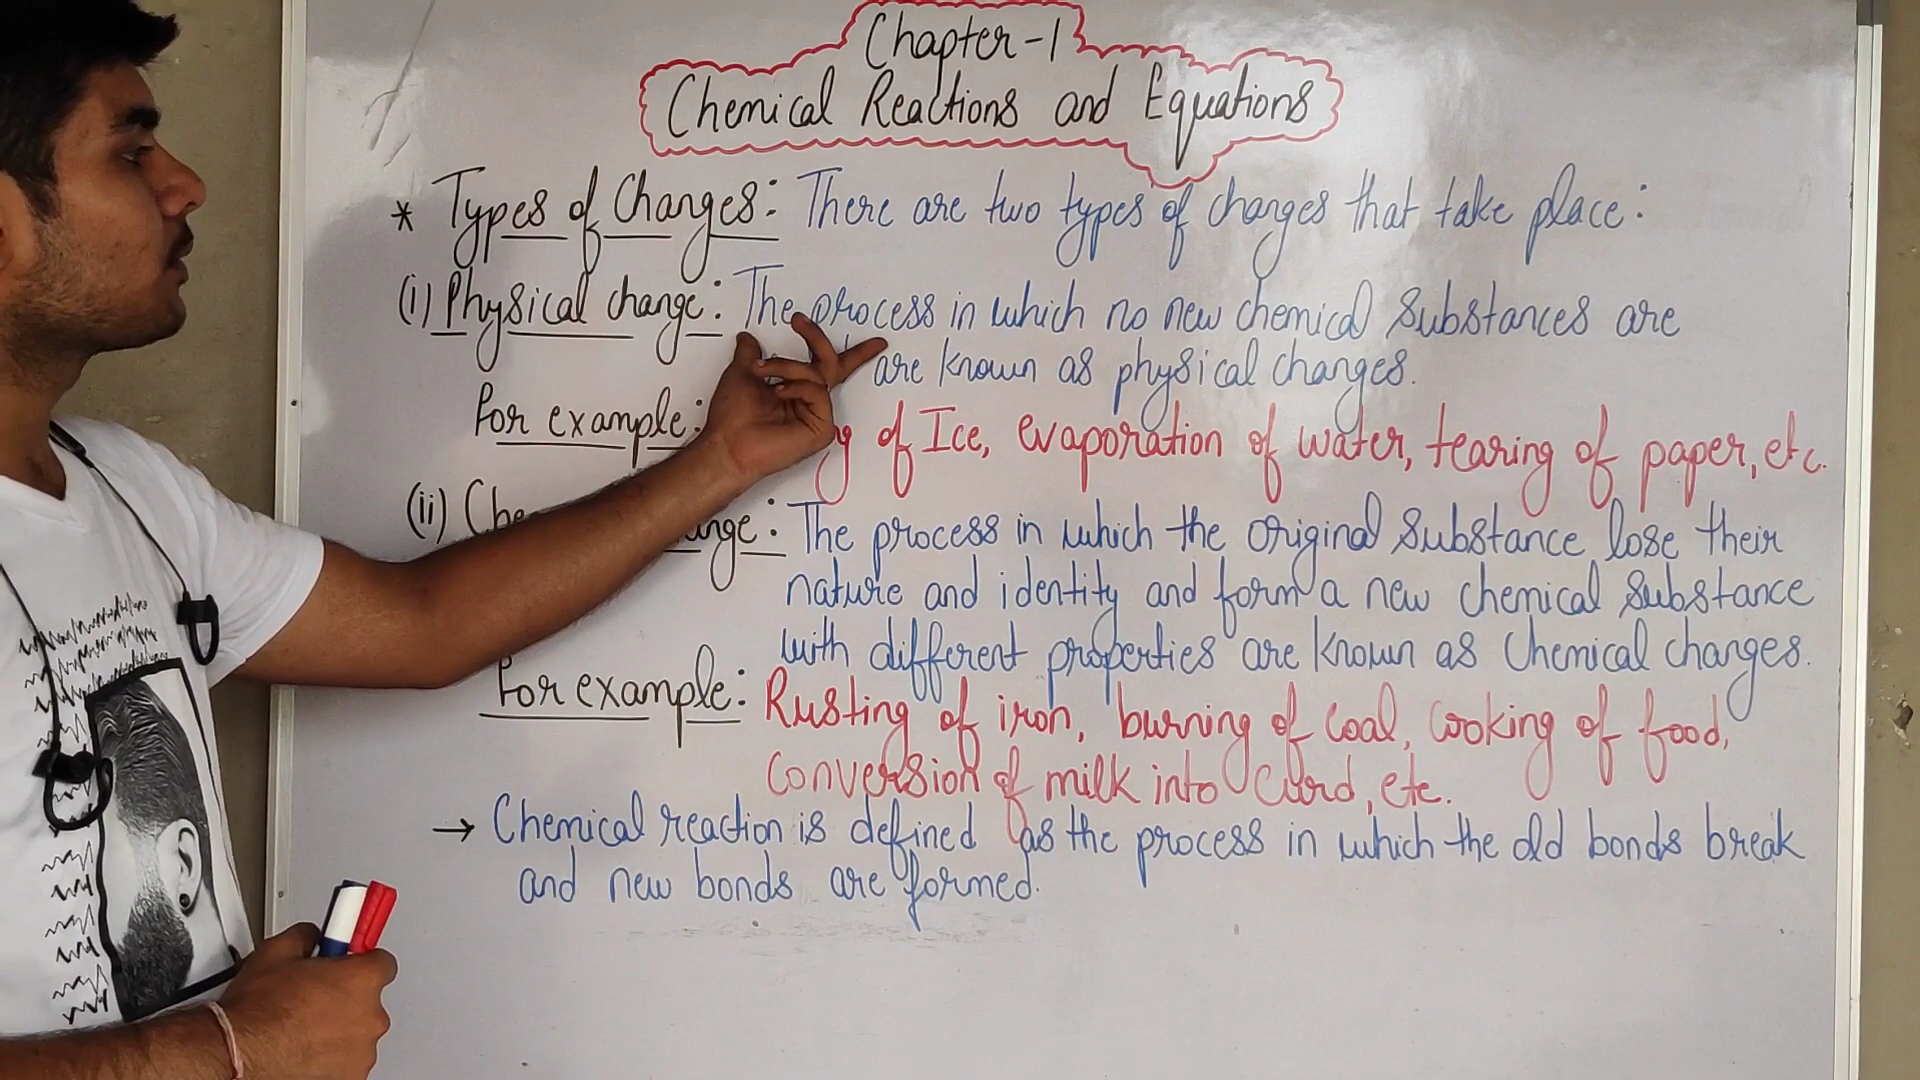 Chapter-1
Chemical Reactions and Equations
* Types of Changes: There are two types of changes that take place:
(i) Physical change: The process in which no new chemical substances are
are known as physical changes.
For example: of Ice, evaporation of water, tearing of paper, etc.
(ii) : The process in which the original substance lose their
nature and identity and form a new chemical substance
with different properties are known as chemical changes.
For example: Rusting of iron, burning of coal, cooking of food,
conversion of milk into curd, etc.
→ Chemical reaction is defined as the process in which the old bonds break
and new bonds are formed.